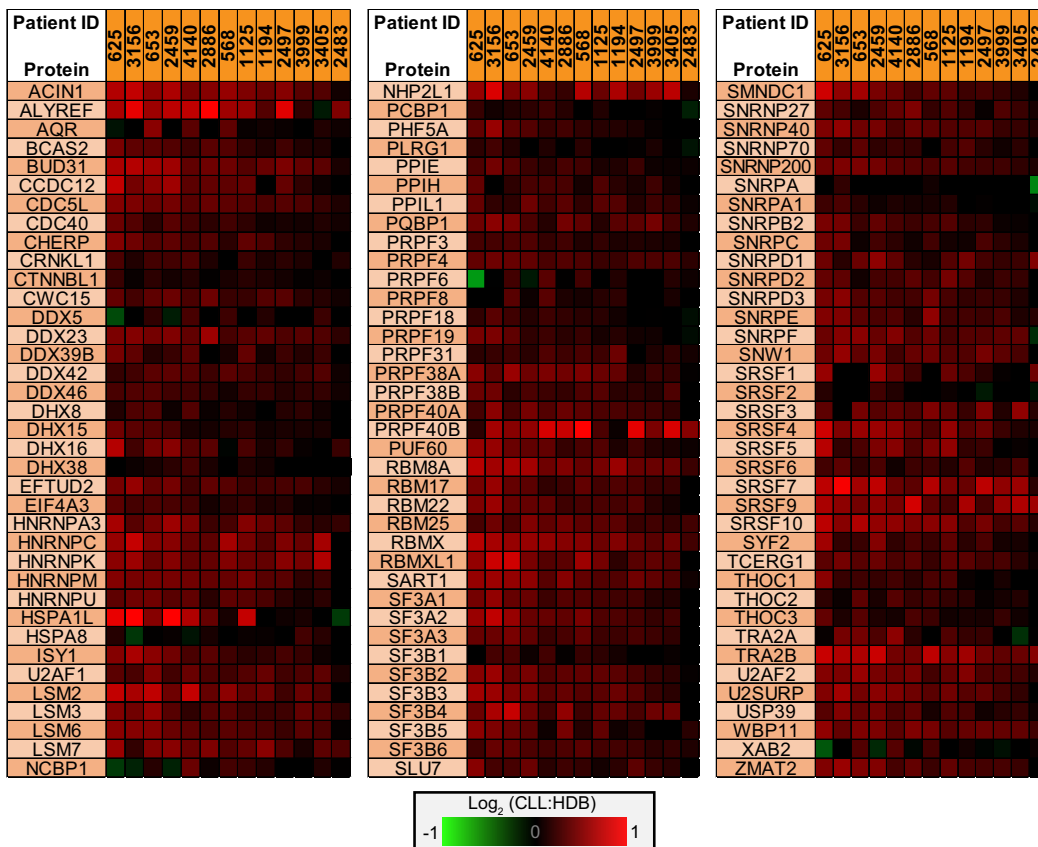 Patient ID
Protein
625 3156 653 2459 4140 2886 568 1125 1194 2497 3999 3405 2483
ACIN1
ALYREF
AQR
BCAS2
BUD31
CCDC12
CDC5L
CDC40
CHERP
CRNKL1
CTNNBL1
CWC15
DDX5
DDX23
DDX39B
DDX42
DDX46
DHX8
DHX15
DHX16
DHX38
EFTUD2
EIF4A3
HNRNPA3
HNRNPC
HNRNPK
HNRNPM
HNRNPU
HSPA1L
HSPA8
ISY1
U2AF1
LSM2
LSM3
LSM6
LSM7
NCBP1
Patient ID
Protein
625 3156 653 2459 4140 2886 568 1125 1194 2497 3999 3405 2483
NHP2L1
PCBP1
PHF5A
PLRG1
PPIE
PPIH
PPIL1
PQBP1
PRPF3
PRPF4
PRPF6
PRPF8
PRPF18
PRPF19
PRPF31
PRPF38A
PRPF38B
PRPF40A
PRPF40B
PUF60
RBM8A
RBM17
RBM22
RBM25
RBMX
RBMXL1
SART1
SF3A1
SF3A2
SF3A3
SF3B1
SF3B2
SF3B3
SF3B4
SF3B5
SF3B6
SLU7
Patient ID
Protein
625 3156 653 2459 4140 2886 568 1125 1194 2497 3999 3405 2483
SMNDC1
SNRNP27
SNRNP40
SNRNP70
SNRNP200
SNRPA
SNRPA1
SNRPB2
SNRPC
SNRPD1
SNRPD2
SNRPD3
SNRPE
SNRPF
SNW1
SRSF1
SRSF2
SRSF3
SRSF4
SRSF5
SRSF6
SRSF7
SRSF9
SRSF10
SYF2
TCERG1
THOC1
THOC2
THOC3
TRA2A
TRA2B
U2AF2
U2SURP
USP39
WBP11
XAB2
ZMAT2
Log2 (CLL:HDB)
-1 0 1